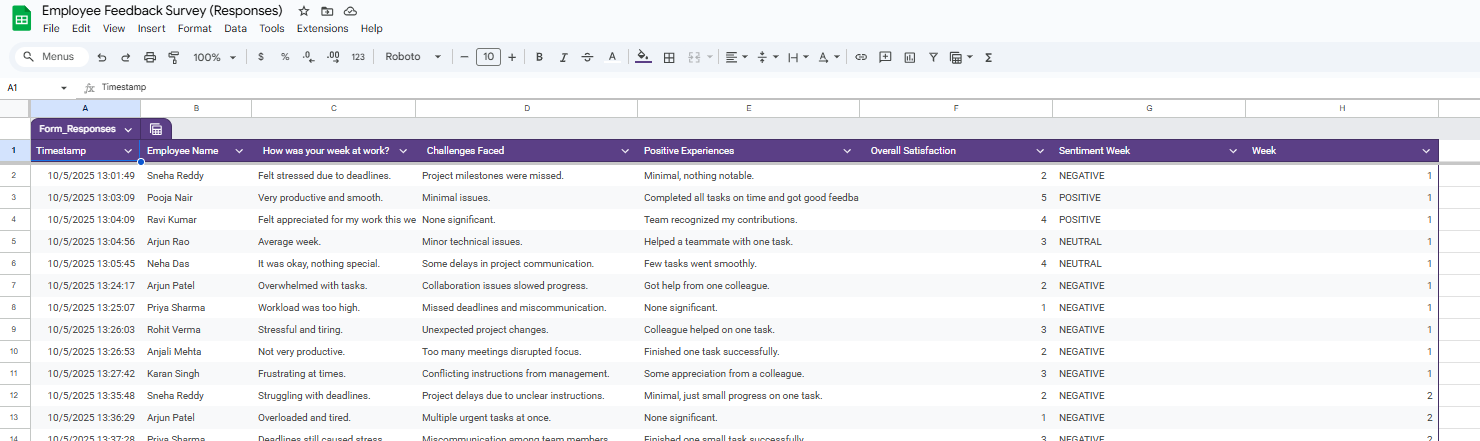 Employee Feedback Survey (Responses)
File Edit View Insert Format Data Tools Extensions Help
Menus 100% $ % .0 .00 123 Roboto 10 B I A A Σ
A1 fx Timestamp
A B C D E F G H
Form_Responses
1 Timestamp Employee Name How was your week at work? Challenges Faced Positive Experiences Overall Satisfaction Sentiment Week Week
2 10/5/2025 13:01:49 Sneha Reddy Felt stressed due to deadlines. Project milestones were missed. Minimal, nothing notable. 2 NEGATIVE 1
3 10/5/2025 13:03:09 Pooja Nair Very productive and smooth. Minimal issues. Completed all tasks on time and got good feedba 5 POSITIVE 1
4 10/5/2025 13:04:09 Ravi Kumar Felt appreciated for my work this we None significant. Team recognized my contributions. 4 POSITIVE 1
5 10/5/2025 13:04:56 Arjun Rao Average week. Minor technical issues. Helped a teammate with one task. 3 NEUTRAL 1
6 10/5/2025 13:05:45 Neha Das It was okay, nothing special. Some delays in project communication. Few tasks went smoothly. 4 NEUTRAL 1
7 10/5/2025 13:24:17 Arjun Patel Overwhelmed with tasks. Collaboration issues slowed progress. Got help from one colleague. 2 NEGATIVE 1
8 10/5/2025 13:25:07 Priya Sharma Workload was too high. Missed deadlines and miscommunication. None significant. 1 NEGATIVE 1
9 10/5/2025 13:26:03 Rohit Verma Stressful and tiring. Unexpected project changes. Colleague helped on one task. 3 NEGATIVE 1
10 10/5/2025 13:26:53 Anjali Mehta Not very productive. Too many meetings disrupted focus. Finished one task successfully. 2 NEGATIVE 1
11 10/5/2025 13:27:42 Karan Singh Frustrating at times. Conflicting instructions from management. Some appreciation from a colleague. 3 NEGATIVE 1
12 10/5/2025 13:35:48 Sneha Reddy Struggling with deadlines. Project delays due to unclear instructions. Minimal, just small progress on one task. 2 NEGATIVE 2
13 10/5/2025 13:36:29 Arjun Patel Overloaded and tired. Multiple urgent tasks at once. None significant. 1 NEGATIVE 2
14 10/5/2025 13:37:28 Priya Sharma Deadlines still caused stress. Miscommunication among team members. Finished one small task successfully. 3 NEGATIVE 2